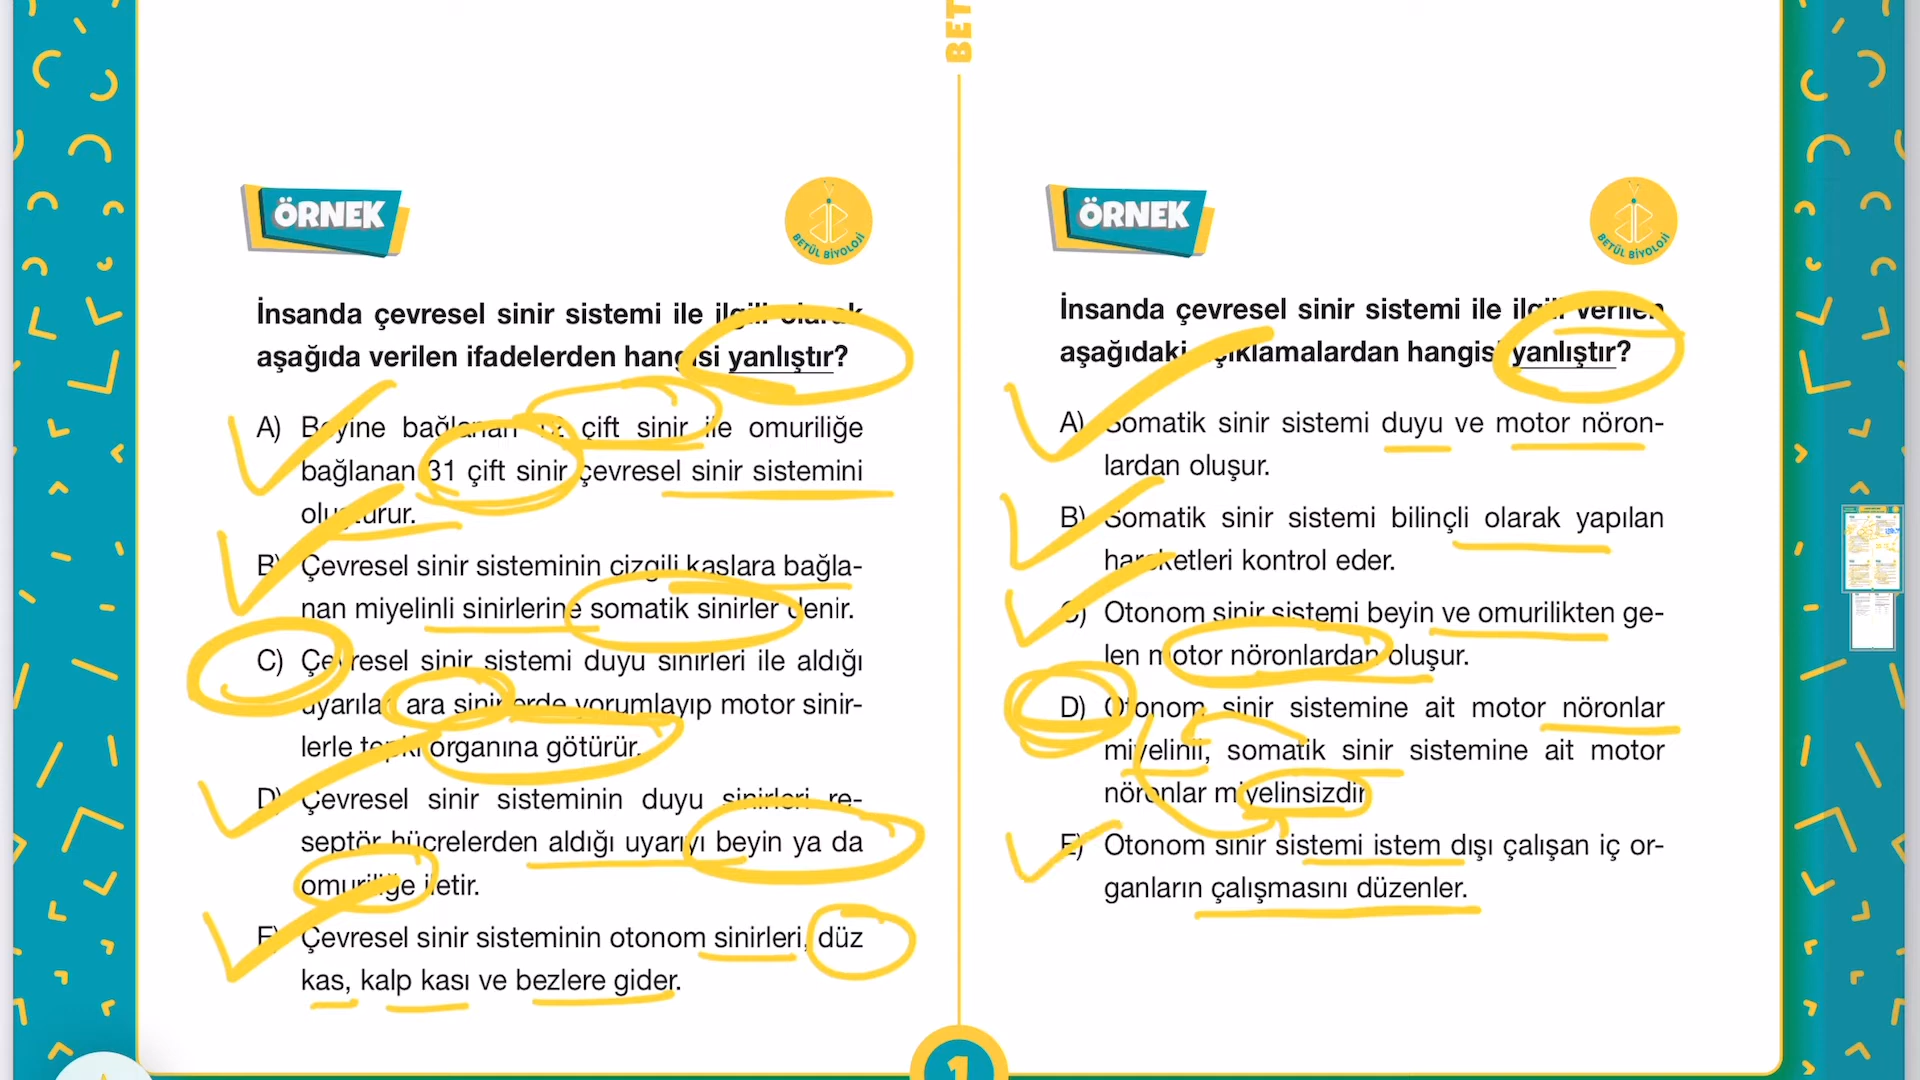 BET
ÖRNEK
BETÜL BİYOLOJİ
İnsanda çevresel sinir sistemi ile ilgili olarak
aşağıda verilen ifadelerden hangisi yanlıştır?
A) Beyine bağlanan 12 çift sinir ile omuriliğe
bağlanan 31 çift sinir çevresel sinir sistemini
oluşturur.
B) Çevresel sinir sisteminin çizgili kaslara bağla-
nan miyelinli sinirlerine somatik sinirler denir.
C) Çevresel sinir sistemi duyu sinirleri ile aldığı
uyarıları ara sinirlerde yorumlayıp motor sinir-
lerle tepki organına götürür.
D) Çevresel sinir sisteminin duyu sinirleri re-
septör hücrelerden aldığı uyarıyı beyin ya da
omuriliğe iletir.
E) Çevresel sinir sisteminin otonom sinirleri, düz
kas, kalp kası ve bezlere gider.
ÖRNEK
BETÜL BİYOLOJİ
İnsanda çevresel sinir sistemi ile ilgili verilen
aşağıdaki açıklamalardan hangisi yanlıştır?
A) Somatik sinir sistemi duyu ve motor nöron-
lardan oluşur.
B) Somatik sinir sistemi bilinçli olarak yapılan
hareketleri kontrol eder.
C) Otonom sinir sistemi beyin ve omurilikten ge-
len motor nöronlardan oluşur.
D) Otonom sinir sistemine ait motor nöronlar
miyelinli, somatik sinir sistemine ait motor
nöronlar miyelinsizdir.
E) Otonom sinir sistemi istem dışı çalışan iç or-
ganların çalışmasını düzenler.
1